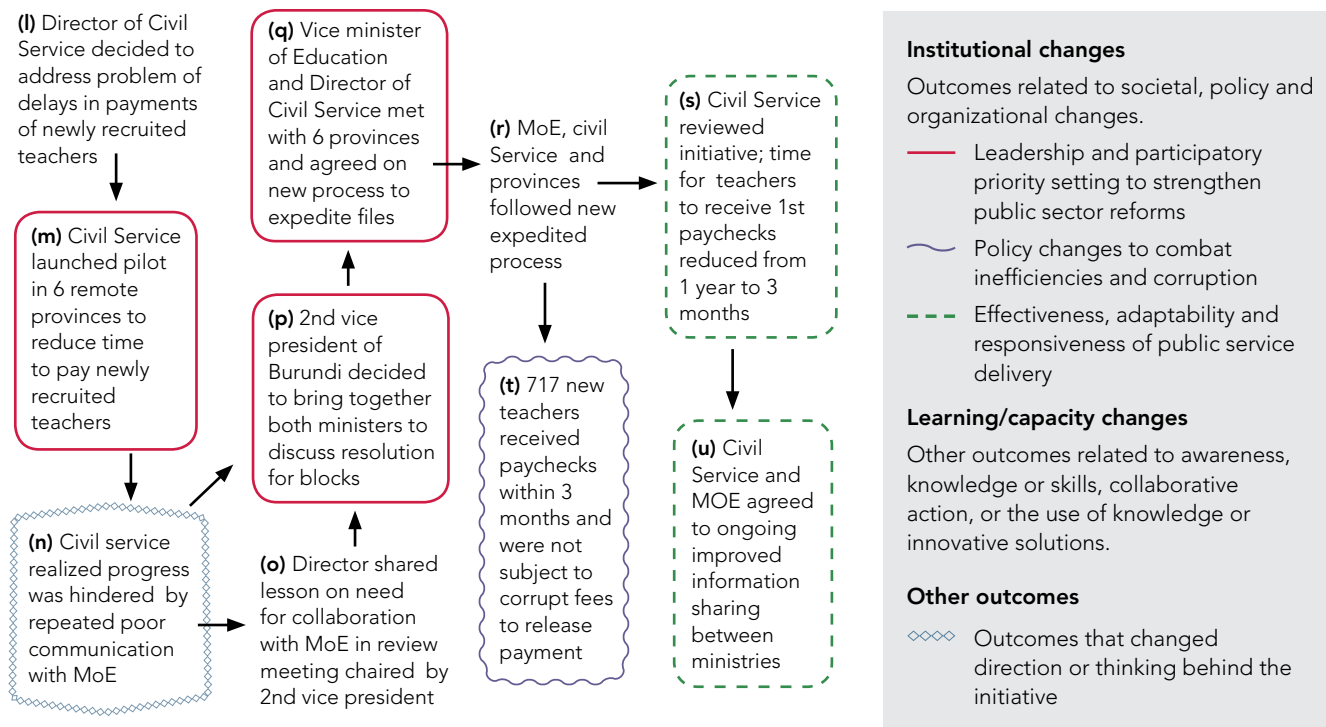 (l) Director of Civil
Service decided to
address problem of
delays in payments
of newly recruited
teachers
(m) Civil Service
launched pilot
in 6 remote
provinces to
reduce time
to pay newly
recruited
teachers
(n) Civil service
realized progress
was hindered by
repeated poor
communication
with MoE
(o) Director shared
lesson on need
for collaboration
with MoE in review
meeting chaired by
2nd vice president
(p) 2nd vice
president of
Burundi decided
to bring together
both ministers to
discuss resolution
for blocks
(q) Vice minister
of Education
and Director of
Civil Service met
with 6 provinces
and agreed on
new process to
expedite files
(r) MoE, civil
Service and
provinces
followed new
expedited
process
(s) Civil Service
reviewed
initiative; time
for teachers
to receive 1st
paychecks
reduced from
1 year to 3
months
(t) 717 new
teachers
received
paychecks
within 3
months and
were not
subject to
corrupt fees
to release
payment
(u) Civil
Service and
MOE agreed
to ongoing
improved
information
sharing
between
ministries
Institutional changes
Outcomes related to societal, policy and
organizational changes.
Leadership and participatory
priority setting to strengthen
public sector reforms
Policy changes to combat
inefficiencies and corruption
Effectiveness, adaptability and
responsiveness of public service
delivery
Learning/capacity changes
Other outcomes related to awareness,
knowledge or skills, collaborative
action, or the use of knowledge or
innovative solutions.
Other outcomes
Outcomes that changed
direction or thinking behind the
initiative